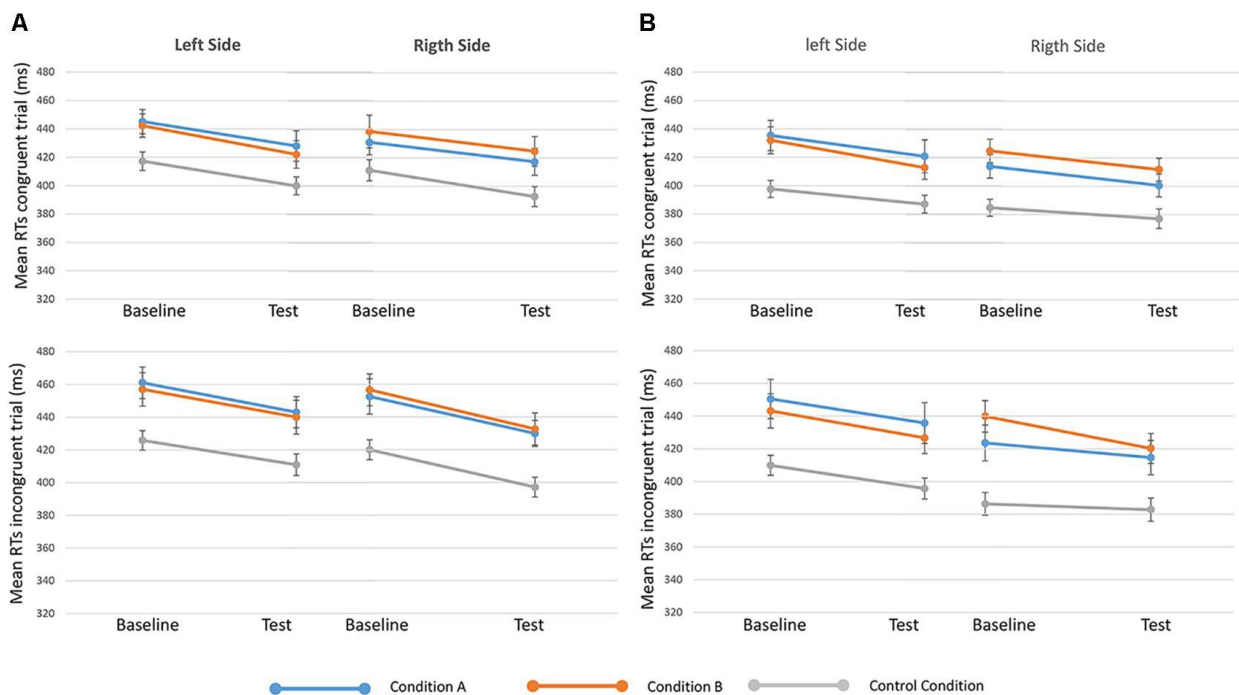 A
Left Side Rigth Side
Mean RTs congruent trial (ms)
480
460
440
420
400
380
360
340
320
Baseline Test Baseline Test
Mean RTs incongruent trial (ms)
480
460
440
420
400
380
360
340
320
Baseline Test Baseline Test
B
left Side Rigth Side
Mean RTs congruent trial (ms)
480
460
440
420
400
380
360
340
320
Baseline Test Baseline Test
Mean RTs incongruent trial (ms)
480
460
440
420
400
380
360
340
320
Baseline Test Baseline Test
Condition A Condition B Control Condition